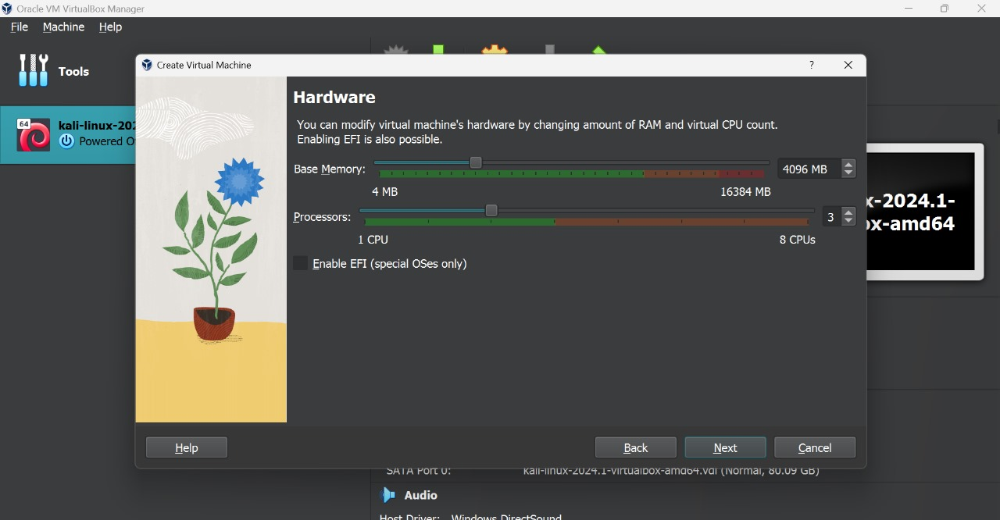 Oracle VM VirtualBox Manager
File Machine Help
Tools
64
kali-linux-202
Powered O
Create Virtual Machine
?
Hardware
You can modify virtual machine's hardware by changing amount of RAM and virtual CPU count.
Enabling EFI is also possible.
Base Memory:
4096 MB
4 MB 16384 MB
Processors:
3
1 CPU 8 CPUs
Enable EFI (special OSes only)
x-2024.1-
ox-amd64
Help Back Next Cancel
SATA Port 0: kali-linux-2024.1-virtualbox-amd64.vdi (Normal, 80.09 GB)
Audio
Host Driver: Windows DirectSound